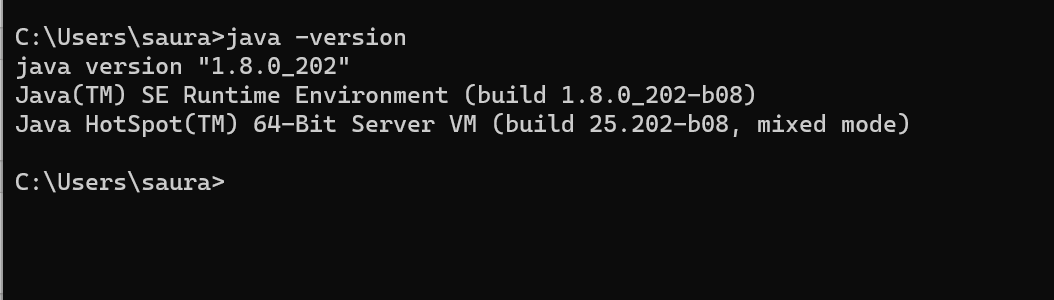 C:\Users\saura>java -version
java version "1.8.0_202"
Java(TM) SE Runtime Environment (build 1.8.0_202-b08)
Java HotSpot(TM) 64-Bit Server VM (build 25.202-b08, mixed mode)
C:\Users\saura>